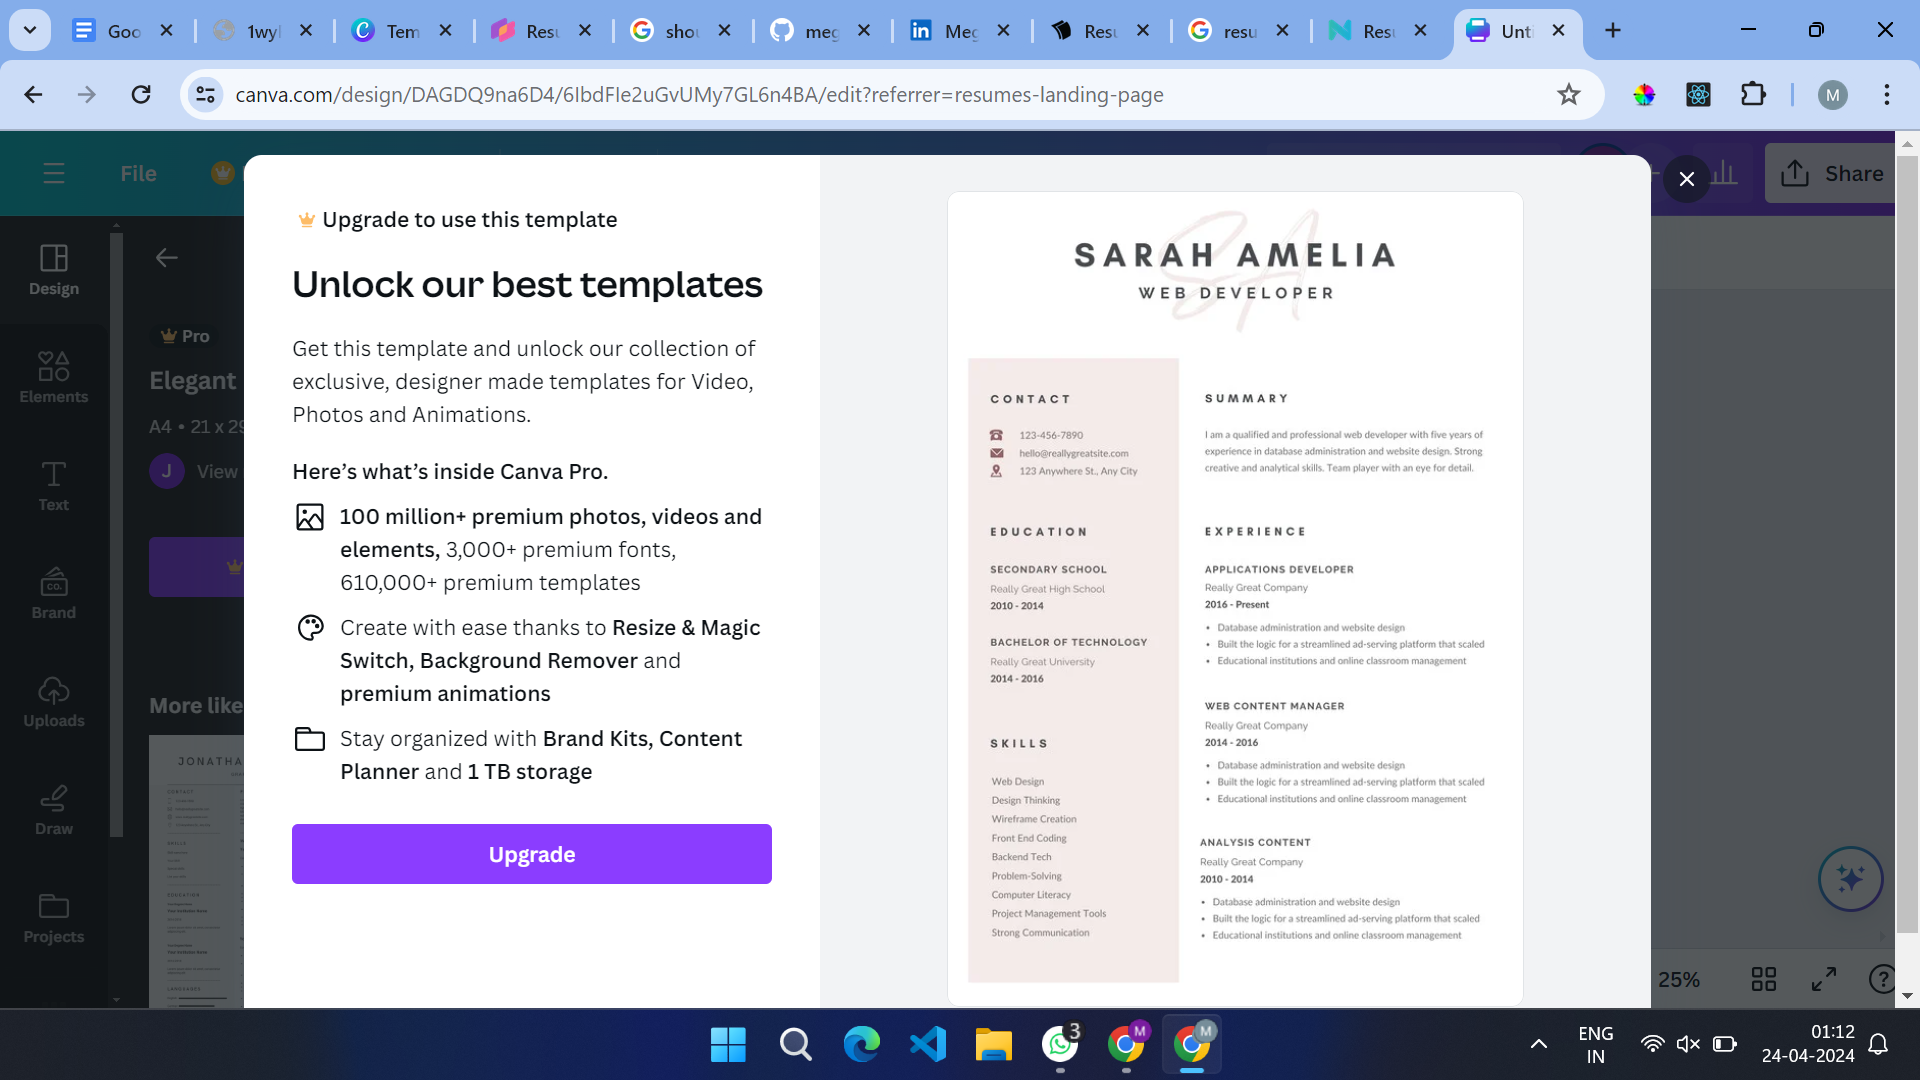 Goo
1wyl
Tem
Resu
shou
meg
Meg
Resu
resu
Resu
Unti
canva.com/design/DAGDQ9na6D4/6IbdFIe2uGvUMy7GL6n4BA/edit?referrer=resumes-landing-page
M
File
Share
Design
Elements
Text
Brand
CO.
Uploads
Draw
Projects
Pro
Elegant
A4 • 21 x 29
J View
More like
JONATHA
CONTACT
SKILLS
EDUCATION
LANGUAGES
Upgrade to use this template
Unlock our best templates
Get this template and unlock our collection of
exclusive, designer made templates for Video,
Photos and Animations.
Here’s what’s inside Canva Pro.
100 million+ premium photos, videos and
elements, 3,000+ premium fonts,
610,000+ premium templates
Create with ease thanks to Resize & Magic
Switch, Background Remover and
premium animations
Stay organized with Brand Kits, Content
Planner and 1 TB storage
Upgrade
SA
SARAH AMELIA
WEB DEVELOPER
CONTACT
123-456-7890
hello@reallygreatsite.com
123 Anywhere St., Any City
EDUCATION
SECONDARY SCHOOL
Really Great High School
2010 - 2014
BACHELOR OF TECHNOLOGY
Really Great University
2014 - 2016
SKILLS
Web Design
Design Thinking
Wireframe Creation
Front End Coding
Backend Tech
Problem-Solving
Computer Literacy
Project Management Tools
Strong Communication
SUMMARY
I am a qualified and professional web developer with five years of
experience in database administration and website design. Strong
creative and analytical skills. Team player with an eye for detail.
EXPERIENCE
APPLICATIONS DEVELOPER
Really Great Company
2016 - Present
• Database administration and website design
• Built the logic for a streamlined ad-serving platform that scaled
• Educational institutions and online classroom management
WEB CONTENT MANAGER
Really Great Company
2014 - 2016
• Database administration and website design
• Built the logic for a streamlined ad-serving platform that scaled
• Educational institutions and online classroom management
ANALYSIS CONTENT
Really Great Company
2010 - 2014
• Database administration and website design
• Built the logic for a streamlined ad-serving platform that scaled
• Educational institutions and online classroom management
25%
3
M
M
ENG
IN
01:12
24-04-2024